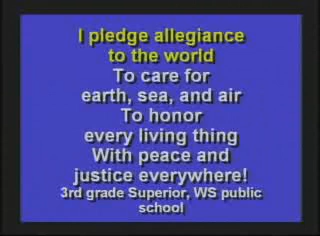 I pledge allegiance
to the world
To care for
earth, sea, and air
To honor
every living thing
With peace and
justice everywhere!
3rd grade Superior, WS public
school